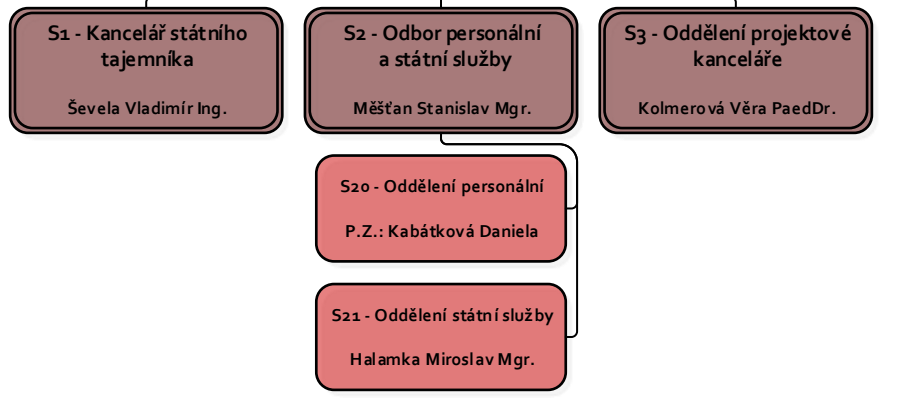 S1 - Kancelář státního
tajemníka
Ševela Vladimír Ing.
S2 - Odbor personální
a státní služby
Měšťan Stanislav Mgr.
S3 - Oddělení projektové
kanceláře
Kolmerová Věra PaedDr.
S20 - Oddělení personální
P.Z.: Kabátková Daniela
S21 - Oddělení státní služby
Halamka Miroslav Mgr.